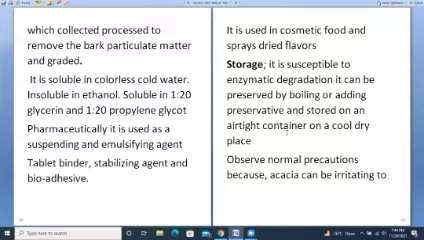 which collected processed to
remove the bark particulate matter
and graded.
It is soluble in colorless cold water.
Insoluble in ethanol. Soluble in 1:20
glycerin and 1:20 propylene glycot
Pharmaceutically it is used as a
suspending and emulsifying agent
Tablet binder, stabilizing agent and
bio-adhesive.
It is used in cosmetic food and
sprays dried flavors
Storage; it is susceptible to
enzymatic degradation it can be
preserved by boiling or adding
preservative and stored on an
airtight container on a cool dry
place
Observe normal precautions
because, acacia can be irritating to
Type here to search